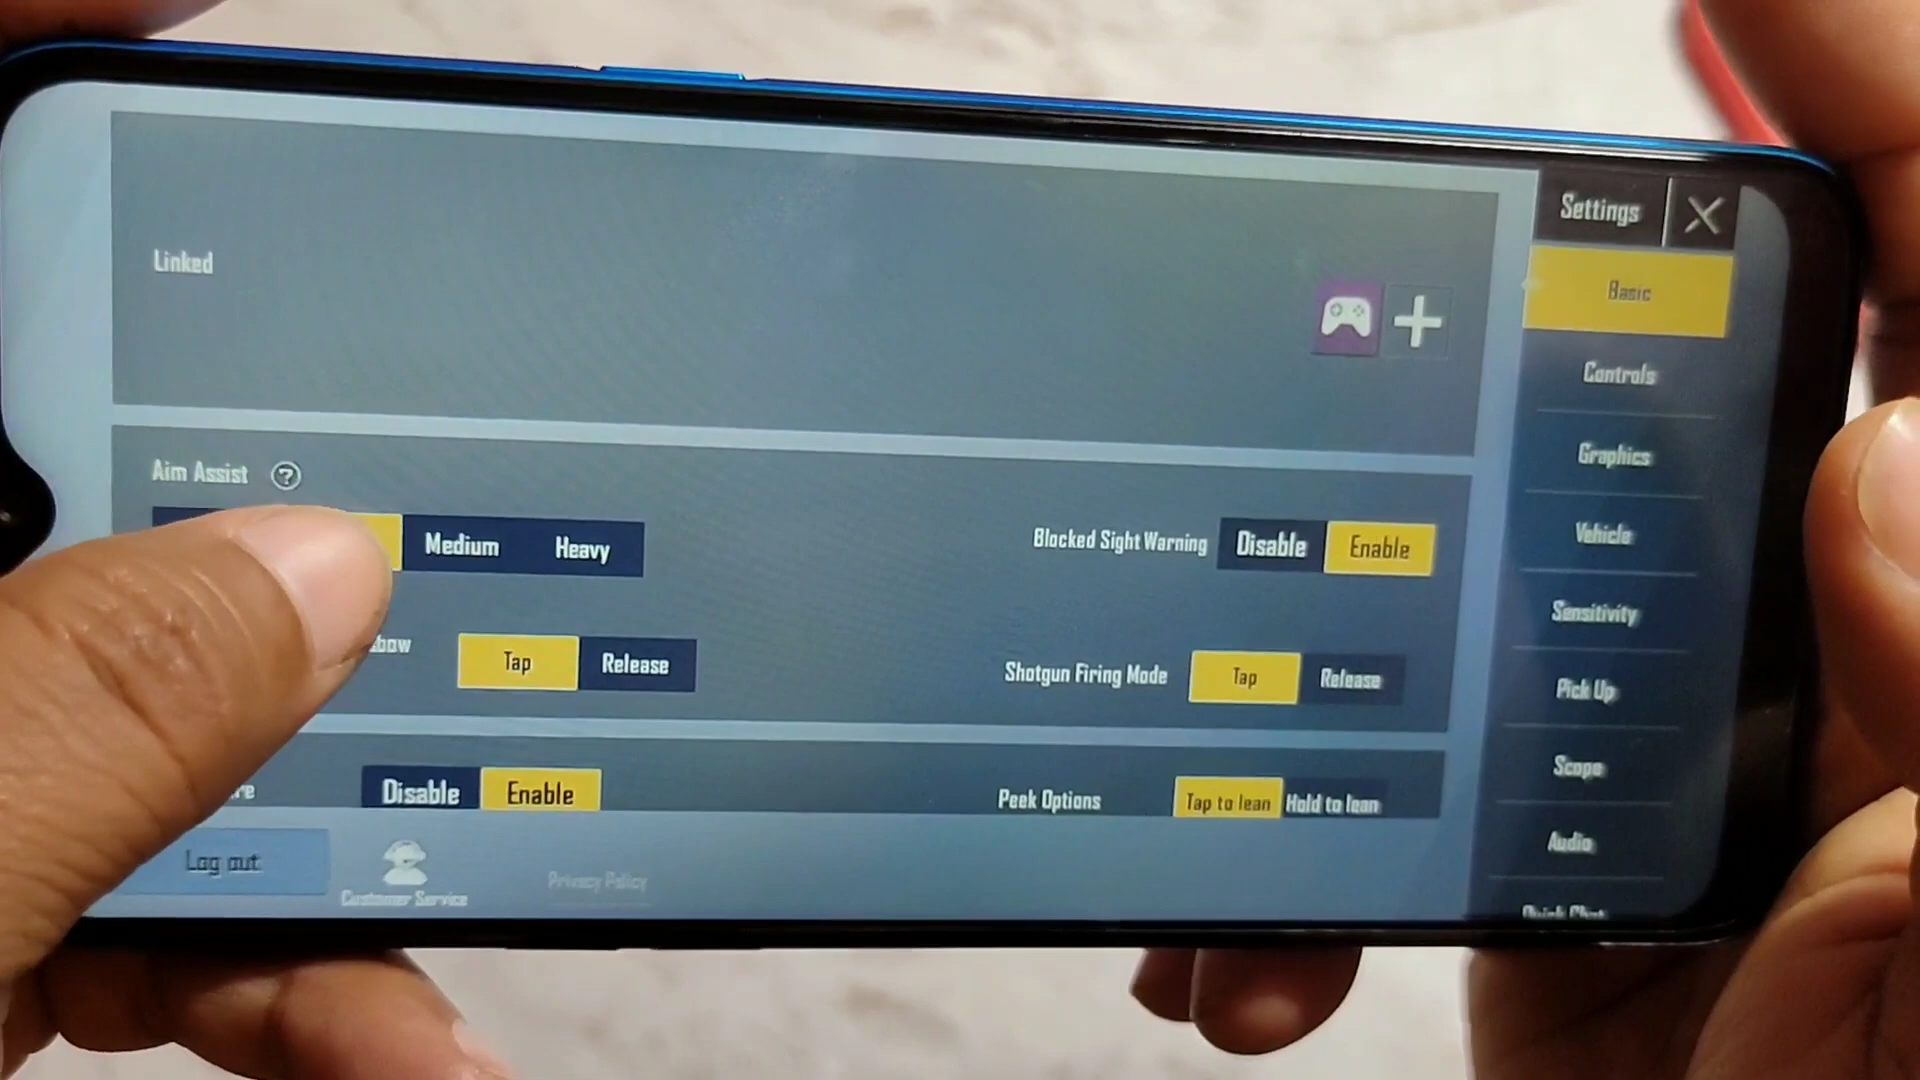 Settings
Basic
Linked
Controls
Graphics
Aim Assist ?
Medium Heavy
Blocked Sight Warning Disable Enable
Vehicle
Sensitivity
Tap Release
Shotgun Firing Mode Tap Release
Pick Up
Scope
Disable Enable
Peek Options Tap to lean Hold to lean
Audio
Log out
Customer Service
Privacy Policy
Quick Chat